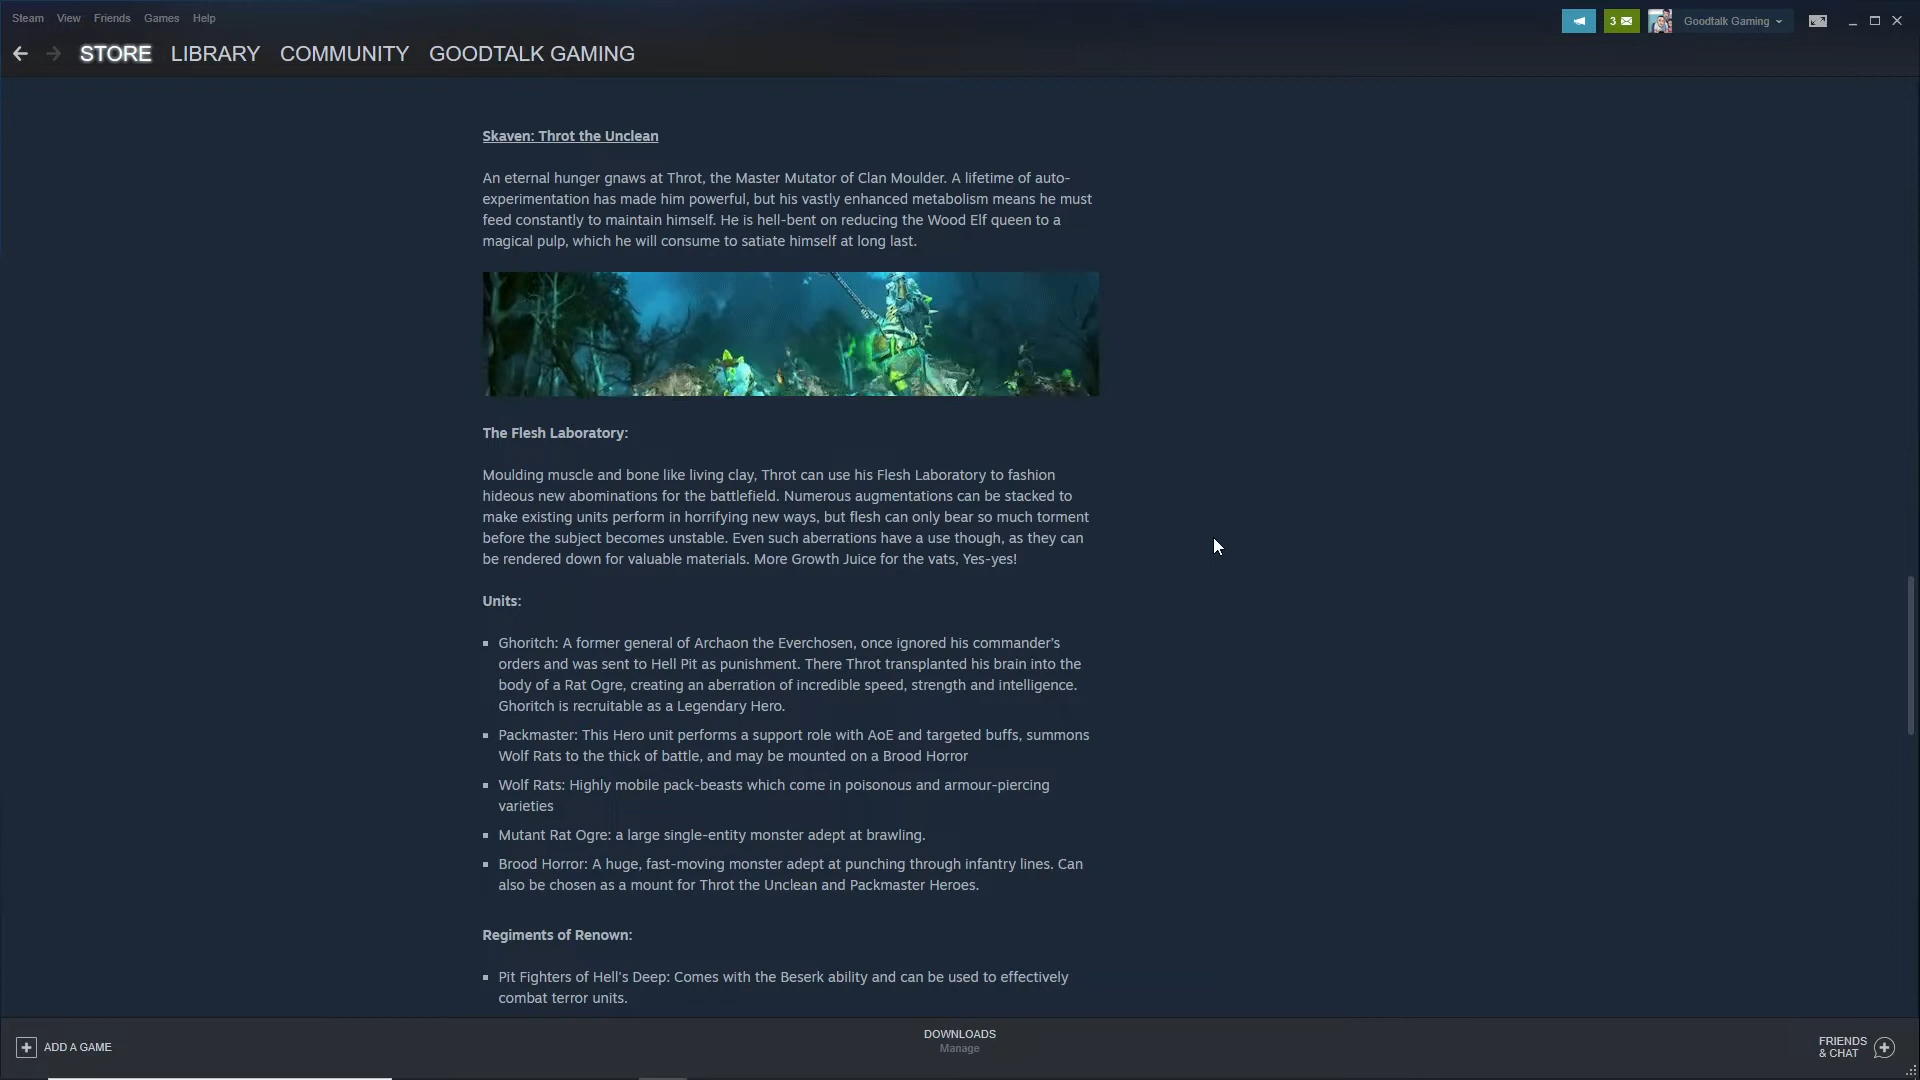 Steam View Friends Games Help
3
Goodtalk Gaming
STORE LIBRARY COMMUNITY GOODTALK GAMING
Skaven: Throt the Unclean
An eternal hunger gnaws at Throt, the Master Mutator of Clan Moulder. A lifetime of auto-
experimentation has made him powerful, but his vastly enhanced metabolism means he must
feed constantly to maintain himself. He is hell-bent on reducing the Wood Elf queen to a
magical pulp, which he will consume to satiate himself at long last.
The Flesh Laboratory:
Moulding muscle and bone like living clay, Throt can use his Flesh Laboratory to fashion
hideous new abominations for the battlefield. Numerous augmentations can be stacked to
make existing units perform in horrifying new ways, but flesh can only bear so much torment
before the subject becomes unstable. Even such aberrations have a use though, as they can
be rendered down for valuable materials. More Growth Juice for the vats, Yes-yes!
Units:
Ghoritch: A former general of Archaon the Everchosen, once ignored his commander's
orders and was sent to Hell Pit as punishment. There Throt transplanted his brain into the
body of a Rat Ogre, creating an aberration of incredible speed, strength and intelligence.
Ghoritch is recruitable as a Legendary Hero.
Packmaster: This Hero unit performs a support role with AoE and targeted buffs, summons
Wolf Rats to the thick of battle, and may be mounted on a Brood Horror
Wolf Rats: Highly mobile pack-beasts which come in poisonous and armour-piercing
varieties
Mutant Rat Ogre: a large single-entity monster adept at brawling.
Brood Horror: A huge, fast-moving monster adept at punching through infantry lines. Can
also be chosen as a mount for Throt the Unclean and Packmaster Heroes.
Regiments of Renown:
Pit Fighters of Hell's Deep: Comes with the Beserk ability and can be used to effectively
combat terror units.
ADD A GAME
DOWNLOADS
Manage
FRIENDS
& CHAT